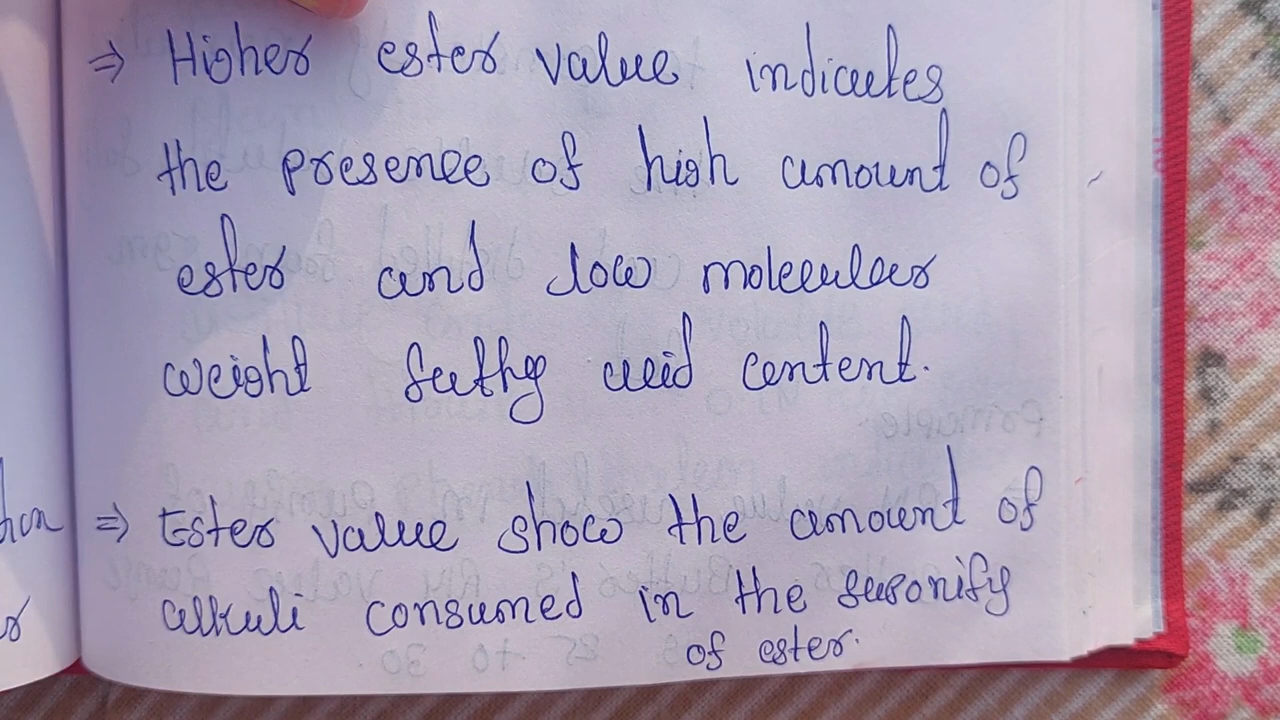 ⇒ Higher ester value indicates
the presence of high amount of
ester and low molecular
weight fatty acid content.
⇒ Ester value show the amount of
alkali consumed in the saponify
of ester.